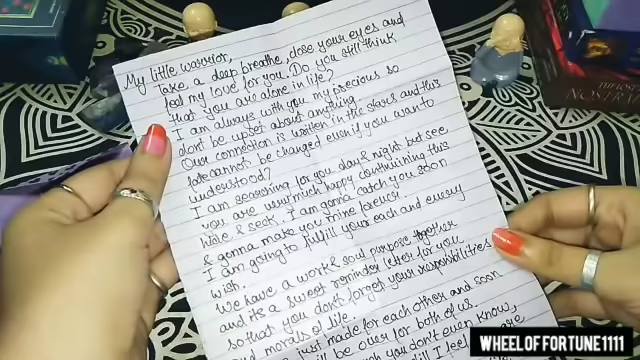 My little warrior,
Take a deep breathe, close your eyes and
feel my love for you. Do you still think
that you are alone in life?
I am always with you my precious so
dont be upset about anything
Our connection is written in the stars and this
fate cannot be changed even if you want to
understood?
I am searching for you day & night but see
you are very much happy continuining this
hide & seek. I am gonna catch you soon
& gonna make you mine forever.
I am going to fulfill your each and every
wish.
We have a work & soul purpose together
and its a sweet reminder letter for you
so that you don't forget your responsibilities
and morals of life.
just made for each other and soon
will be over for both of us.
you don't even know,
I feel
are
THE LOST
NOSTR
WHEEL OF FORTUNE1111